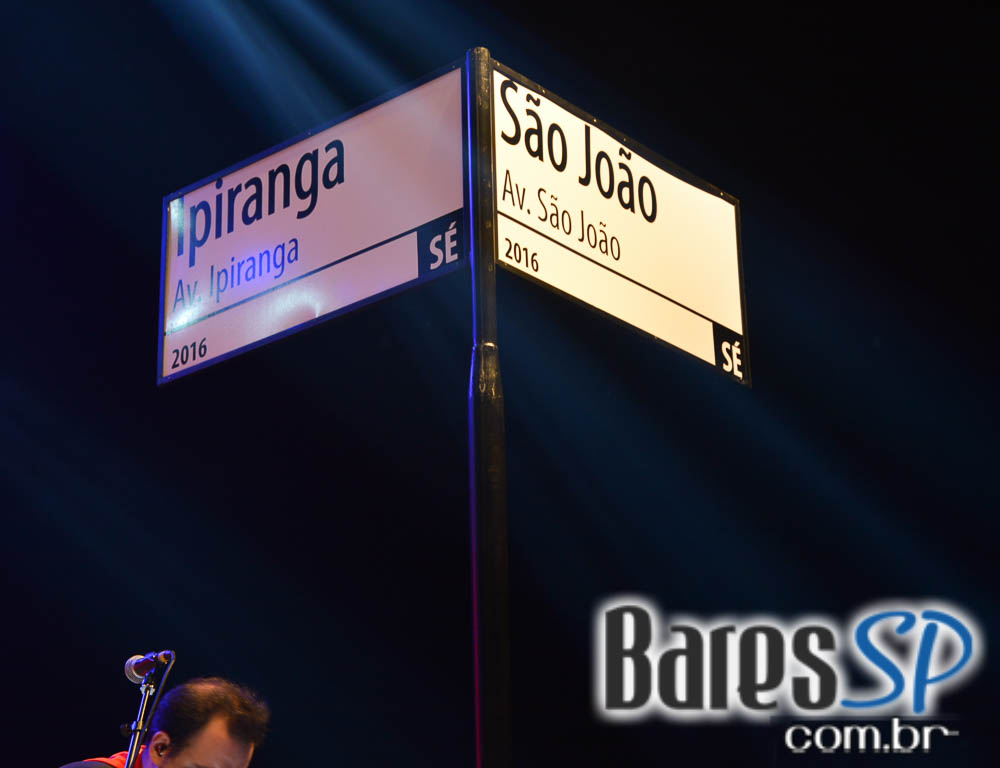 Ipiranga
Av. Ipiranga
SÉ
2016
São João
Av. São João
2016
SÉ
BaresSP
com.br